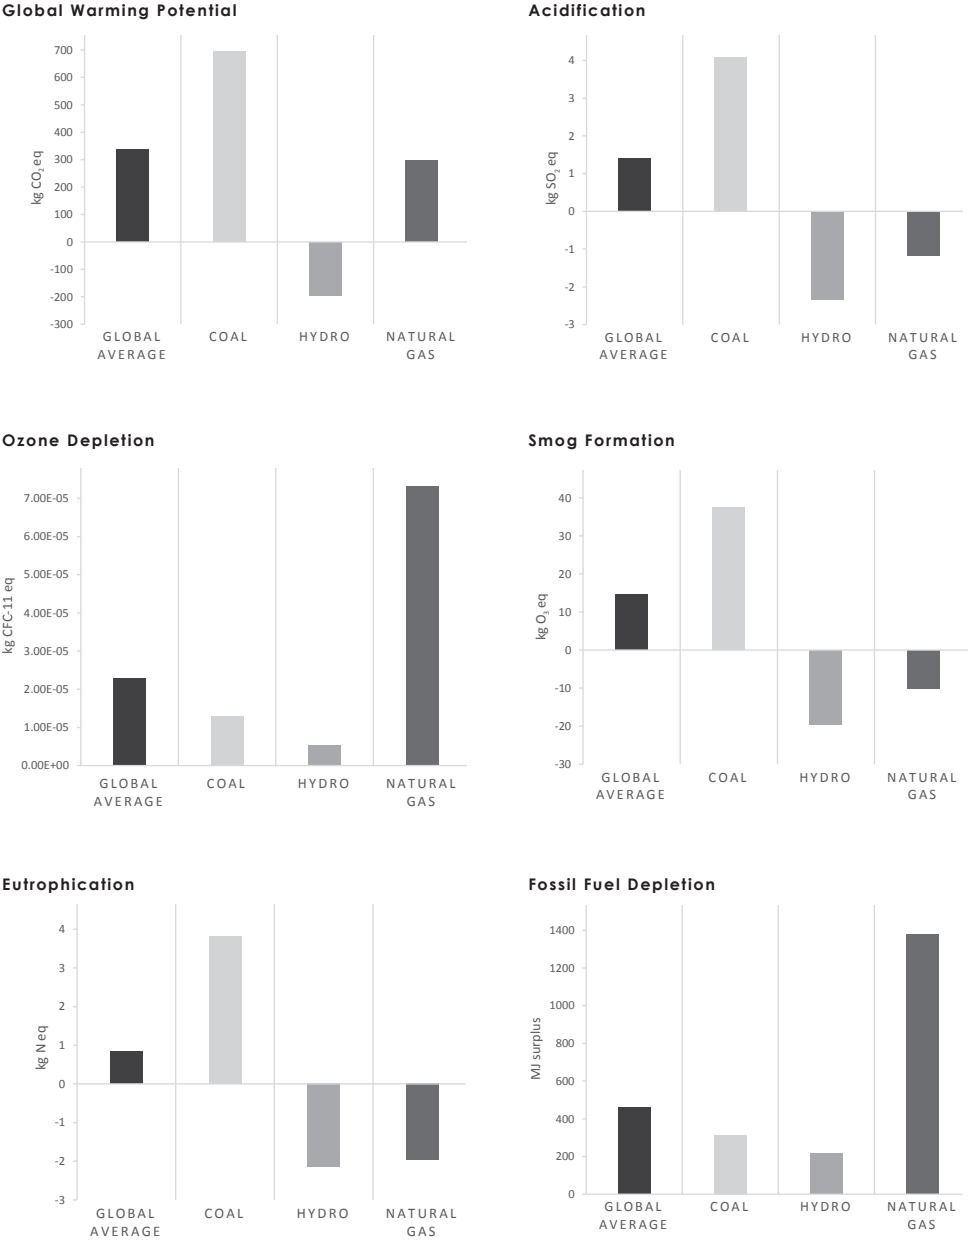 Global Warming Potential
kg CO₂ eq
700
600
500
400
300
200
100
0
-100
-200
-300
GLOBAL
AVERAGE
COAL
HYDRO
NATURAL
GAS
Acidification
kg SO₂ eq
4
3
2
1
0
-1
-2
-3
GLOBAL
AVERAGE
COAL
HYDRO
NATURAL
GAS
Ozone Depletion
kg CFC-11 eq
7.00E-05
6.00E-05
5.00E-05
4.00E-05
3.00E-05
2.00E-05
1.00E-05
0.00E+00
GLOBAL
AVERAGE
COAL
HYDRO
NATURAL
GAS
Smog Formation
kg O₃ eq
40
30
20
10
0
-10
-20
-30
GLOBAL
AVERAGE
COAL
HYDRO
NATURAL
GAS
Eutrophication
kg N eq
4
3
2
1
0
-1
-2
-3
GLOBAL
AVERAGE
COAL
HYDRO
NATURAL
GAS
Fossil Fuel Depletion
MJ surplus
1400
1200
1000
800
600
400
200
0
GLOBAL
AVERAGE
COAL
HYDRO
NATURAL
GAS